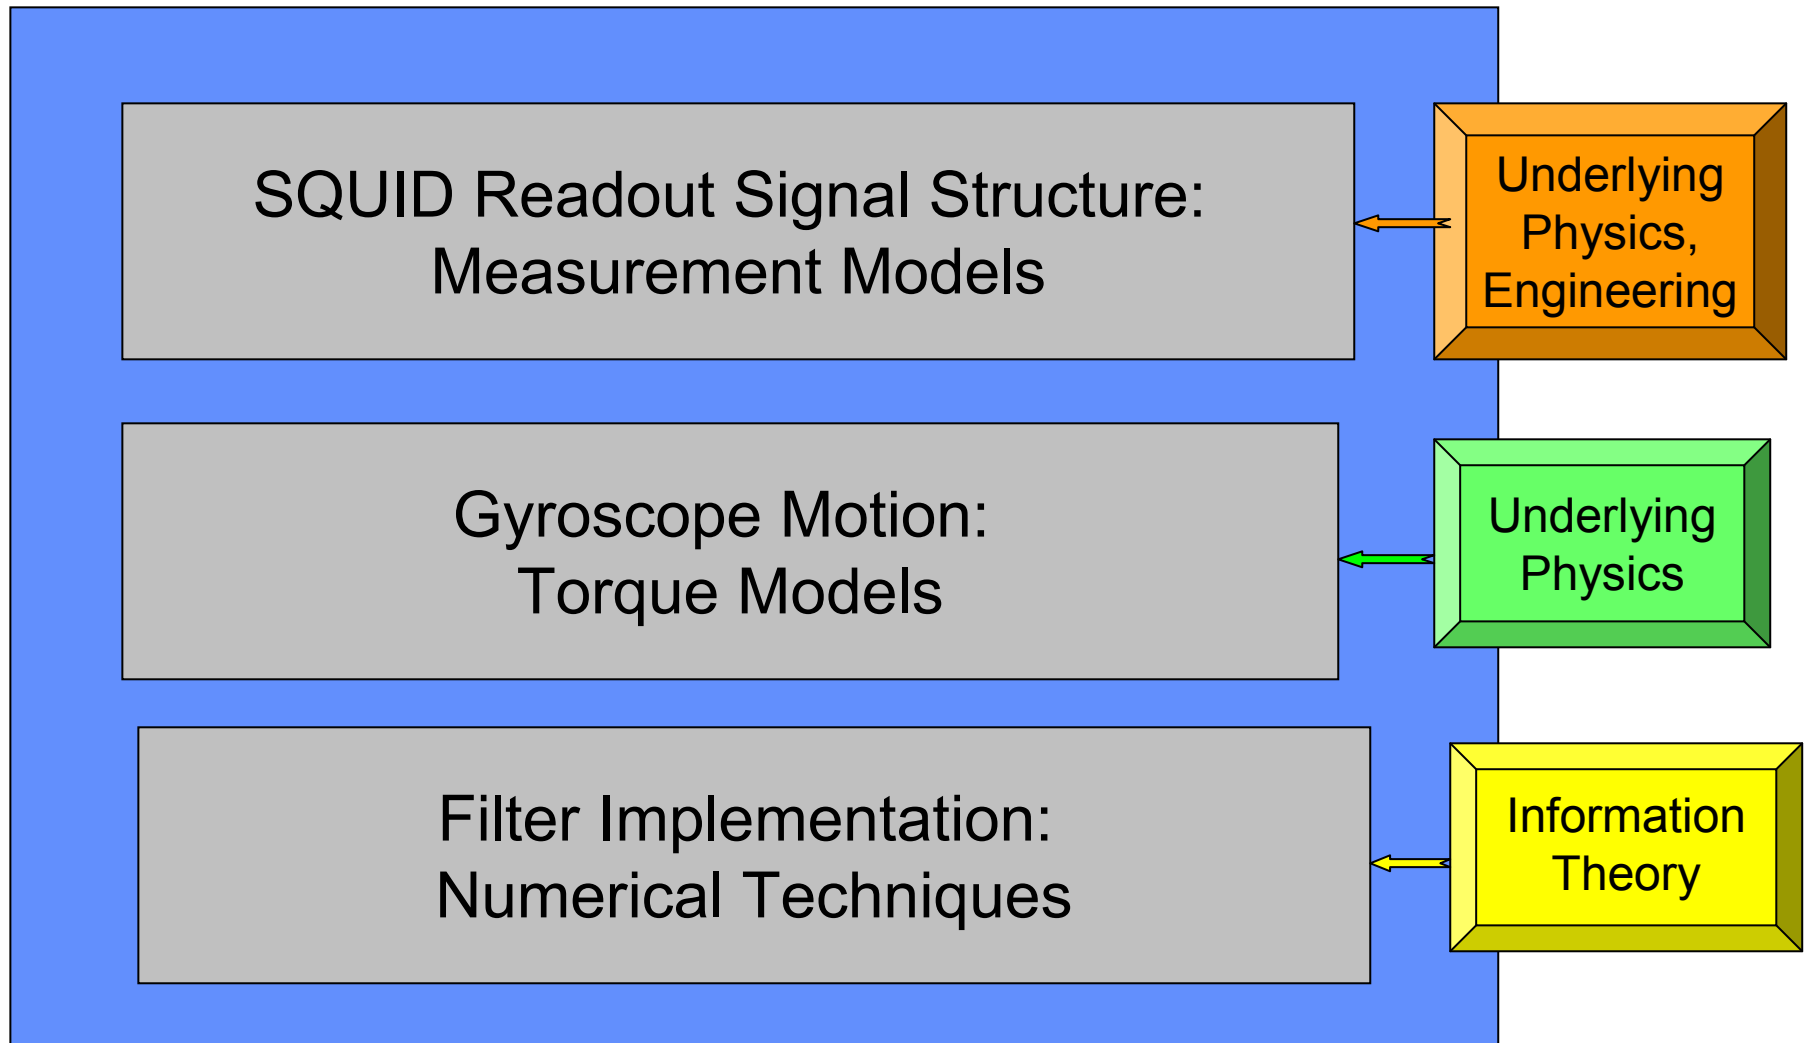 SQUID Readout Signal Structure:
Measurement Models
Underlying
Physics,
Engineering
Gyroscope Motion:
Torque Models
Underlying
Physics
Filter Implementation:
Numerical Techniques
Information
Theory